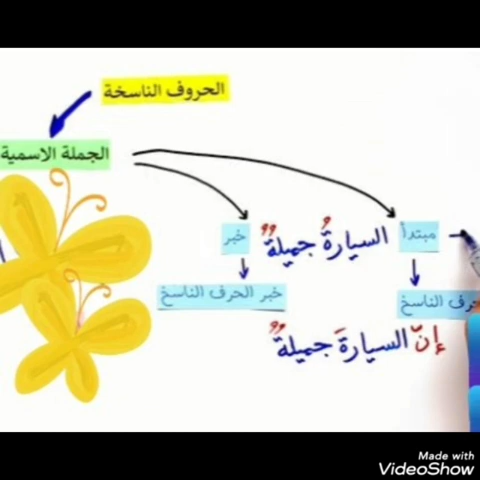 الحروف الناسخة
الجملة الاسمية
مبتدأ السيارةُ جميلةٌ خبر
خبر الحرف الناسخ
الناسخ
إنّ السيارةَ جميلةٌ
Made with
VideoShow